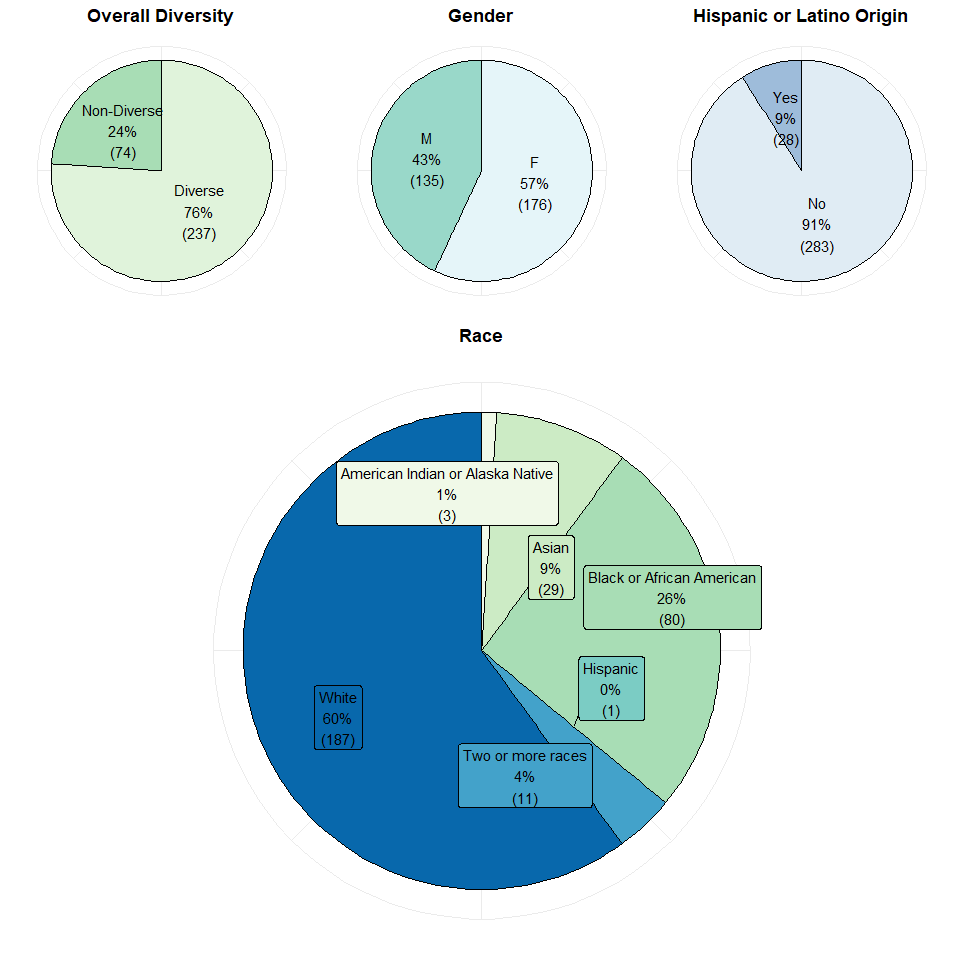 Overall Diversity
Non-Diverse
24%
(74)
Diverse
76%
(237)
Gender
M
43%
(135)
F
57%
(176)
Hispanic or Latino Origin
Yes
9%
(28)
No
91%
(283)
Race
American Indian or Alaska Native
1%
(3)
Asian
9%
(29)
Black or African American
26%
(80)
Hispanic
0%
(1)
White
60%
(187)
Two or more races
4%
(11)